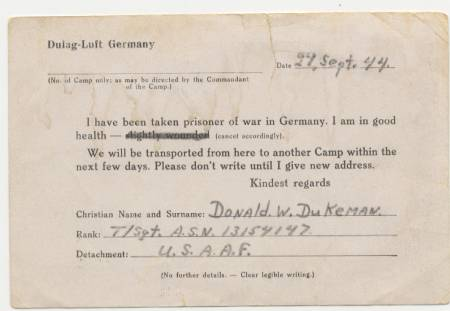 Dulag-Luft Germany
Date 29, Sept. 44.
(No. of Camp only; as may be directed by the Commandant
of the Camp.)
I have been taken prisoner of war in Germany. I am in good
health — slightly wounded (cancel accordingly).
We will be transported from here to another Camp within the
next few days. Please don't write until I give new address.
Kindest regards
Christian Name and Surname: Donald. W. Dukeman.
Rank: T/Sgt. A.S.N. 13154147
Detachment: U.S.A.A.F.
(No further details. — Clear legible writing.)